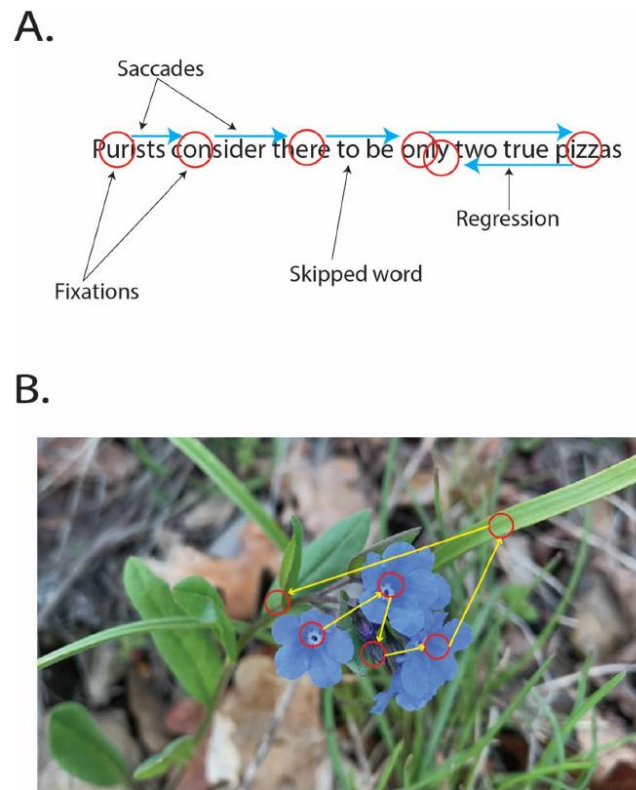 A.
Saccades
Purists consider there to be only two true pizzas
Regression
Skipped word
Fixations
B.